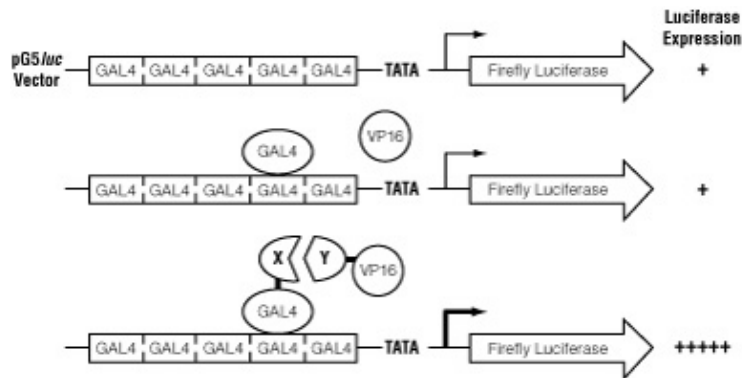 Luciferase
Expression
pG5luc
Vector
GAL4 GAL4 GAL4 GAL4 GAL4 TATA Firefly Luciferase +
VP16
GAL4
GAL4 GAL4 GAL4 GAL4 GAL4 TATA Firefly Luciferase +
X Y
VP16
GAL4
GAL4 GAL4 GAL4 GAL4 GAL4 TATA Firefly Luciferase +++++